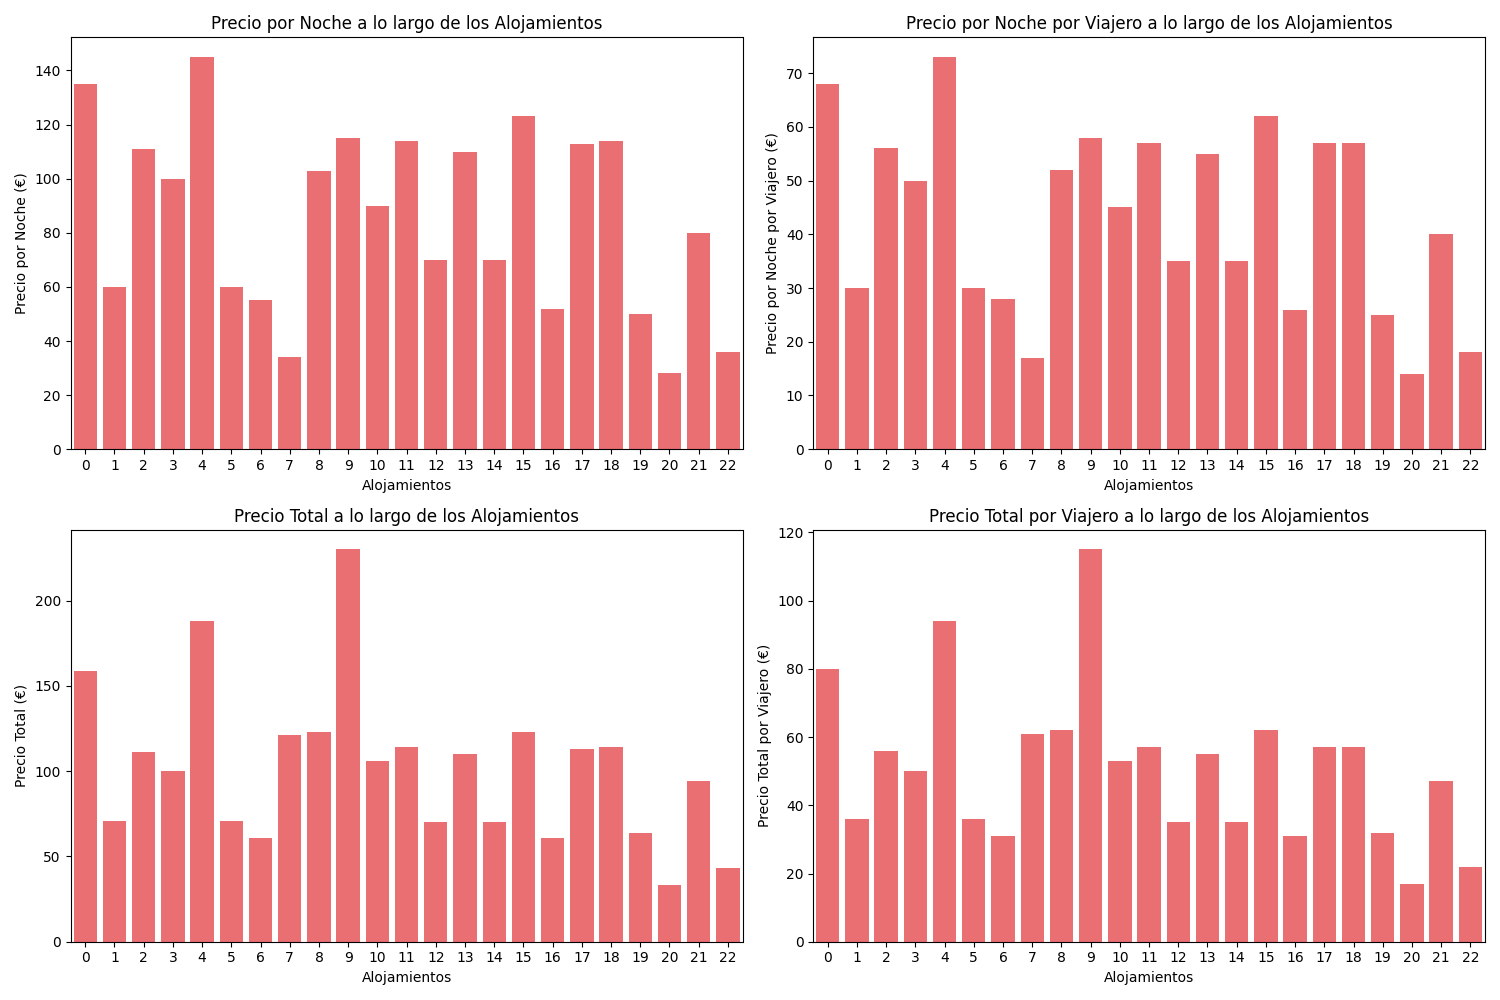 Precio por Noche a lo largo de los Alojamientos
Precio por Noche (€)
140
120
100
80
60
40
20
0
0 1 2 3 4 5 6 7 8 9 10 11 12 13 14 15 16 17 18 19 20 21 22
Alojamientos
Precio por Noche por Viajero a lo largo de los Alojamientos
Precio por Noche por Viajero (€)
70
60
50
40
30
20
10
0
0 1 2 3 4 5 6 7 8 9 10 11 12 13 14 15 16 17 18 19 20 21 22
Alojamientos
Precio Total a lo largo de los Alojamientos
Precio Total (€)
200
150
100
50
0
0 1 2 3 4 5 6 7 8 9 10 11 12 13 14 15 16 17 18 19 20 21 22
Alojamientos
Precio Total por Viajero a lo largo de los Alojamientos
Precio Total por Viajero (€)
120
100
80
60
40
20
0
0 1 2 3 4 5 6 7 8 9 10 11 12 13 14 15 16 17 18 19 20 21 22
Alojamientos